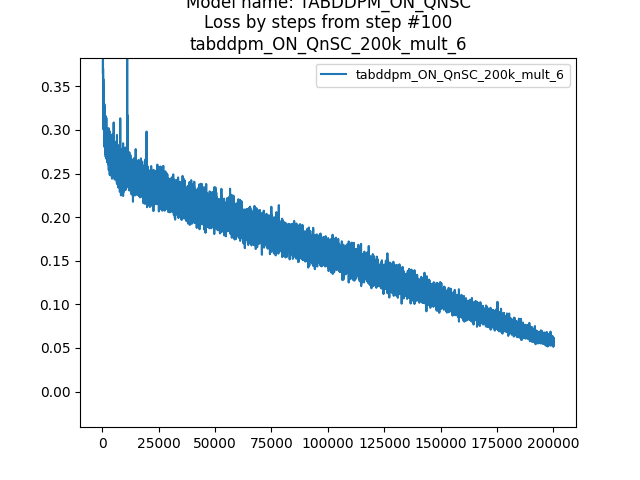 Model name: TABDDPM_ON_QNSC
Loss by steps from step #100
tabddpm_ON_QnSC_200k_mult_6
tabddpm_ON_QnSC_200k_mult_6
0.35
0.30
0.25
0.20
0.15
0.10
0.05
0.00
0 25000 50000 75000 100000 125000 150000 175000 200000